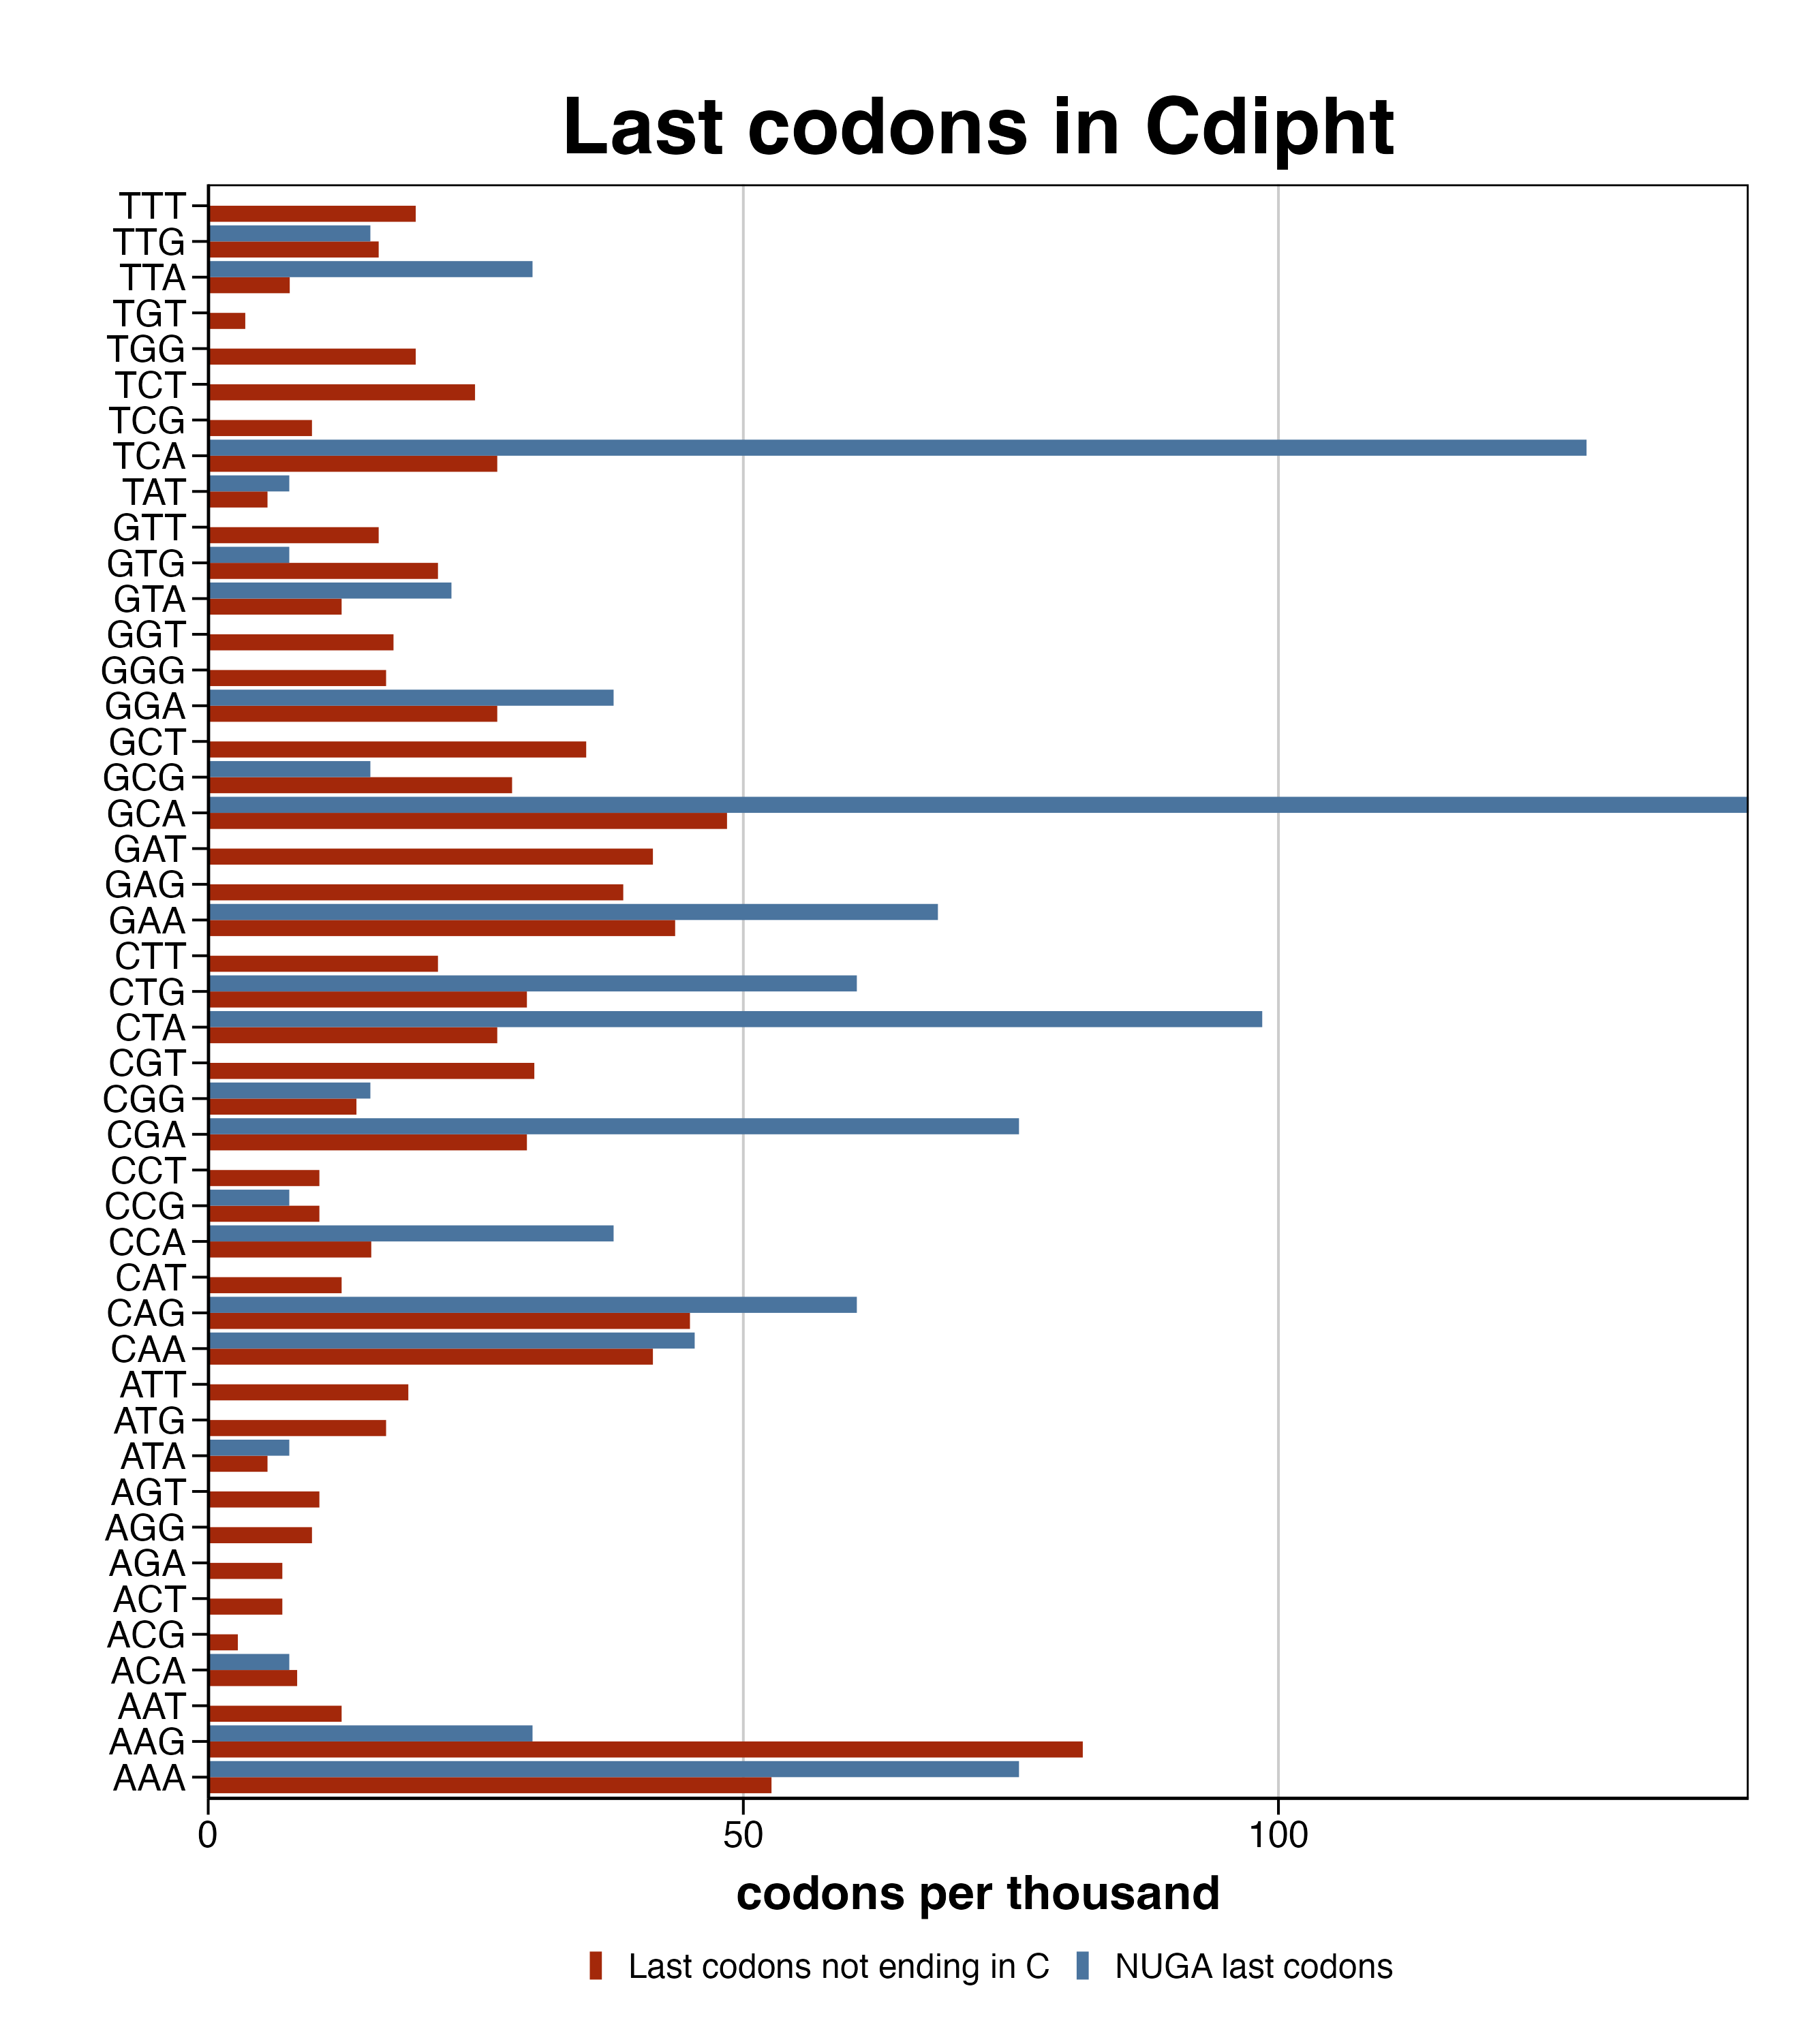 Last codons in Cdipht
TTT
TTG
TTA
TGT
TGG
TCT
TCG
TCA
TAT
GTT
GTG
GTA
GGT
GGG
GGA
GCT
GCG
GCA
GAT
GAG
GAA
CTT
CTG
CTA
CGT
CGG
CGA
CCT
CCG
CCA
CAT
CAG
CAA
ATT
ATG
ATA
AGT
AGG
AGA
ACT
ACG
ACA
AAT
AAG
AAA
0 50 100
codons per thousand
Last codons not ending in C NUGA last codons